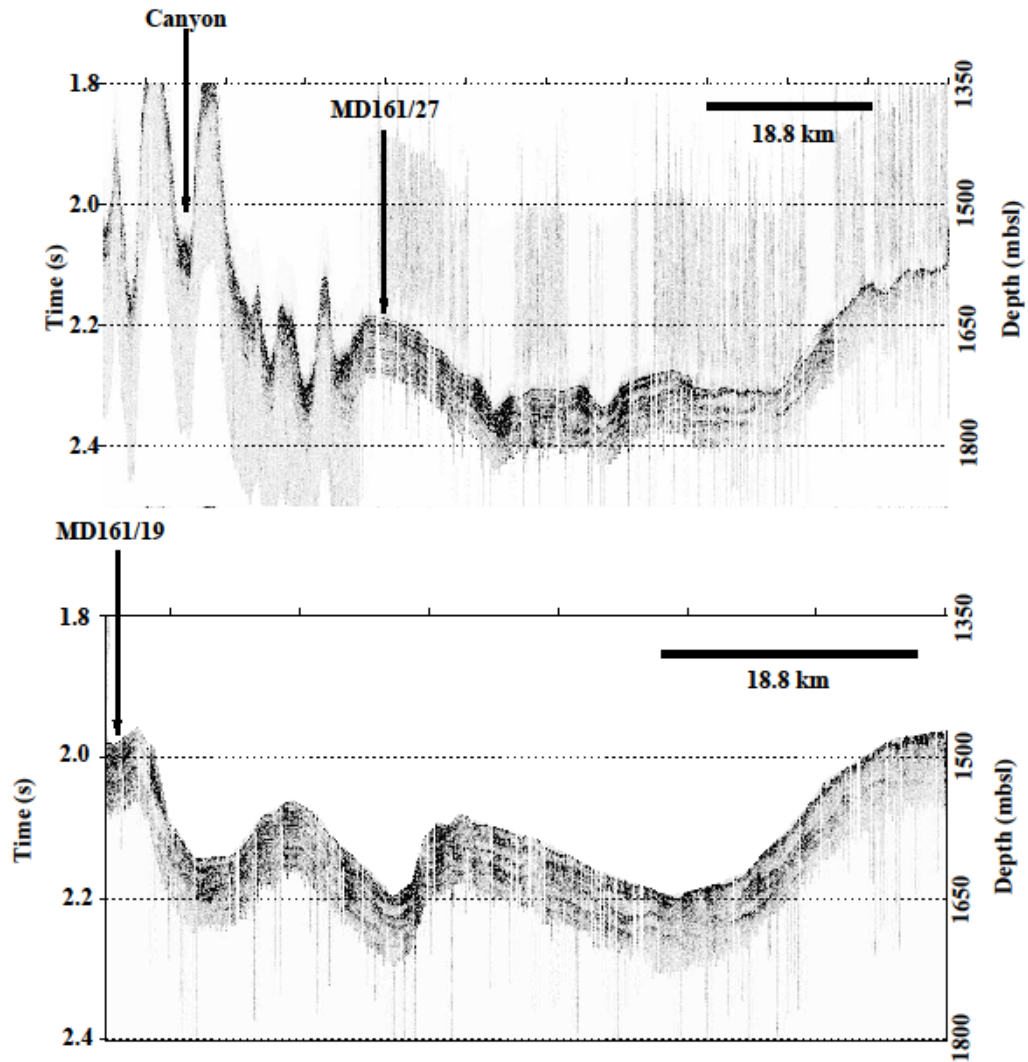 Canyon
MD161/27
18.8 km
1.8
2.0
2.2
2.4
Time (s)
1350
1500
1650
1800
Depth (mbsl)
MD161/19
18.8 km
1.8
2.0
2.2
2.4
Time (s)
1350
1500
1650
1800
Depth (mbsl)